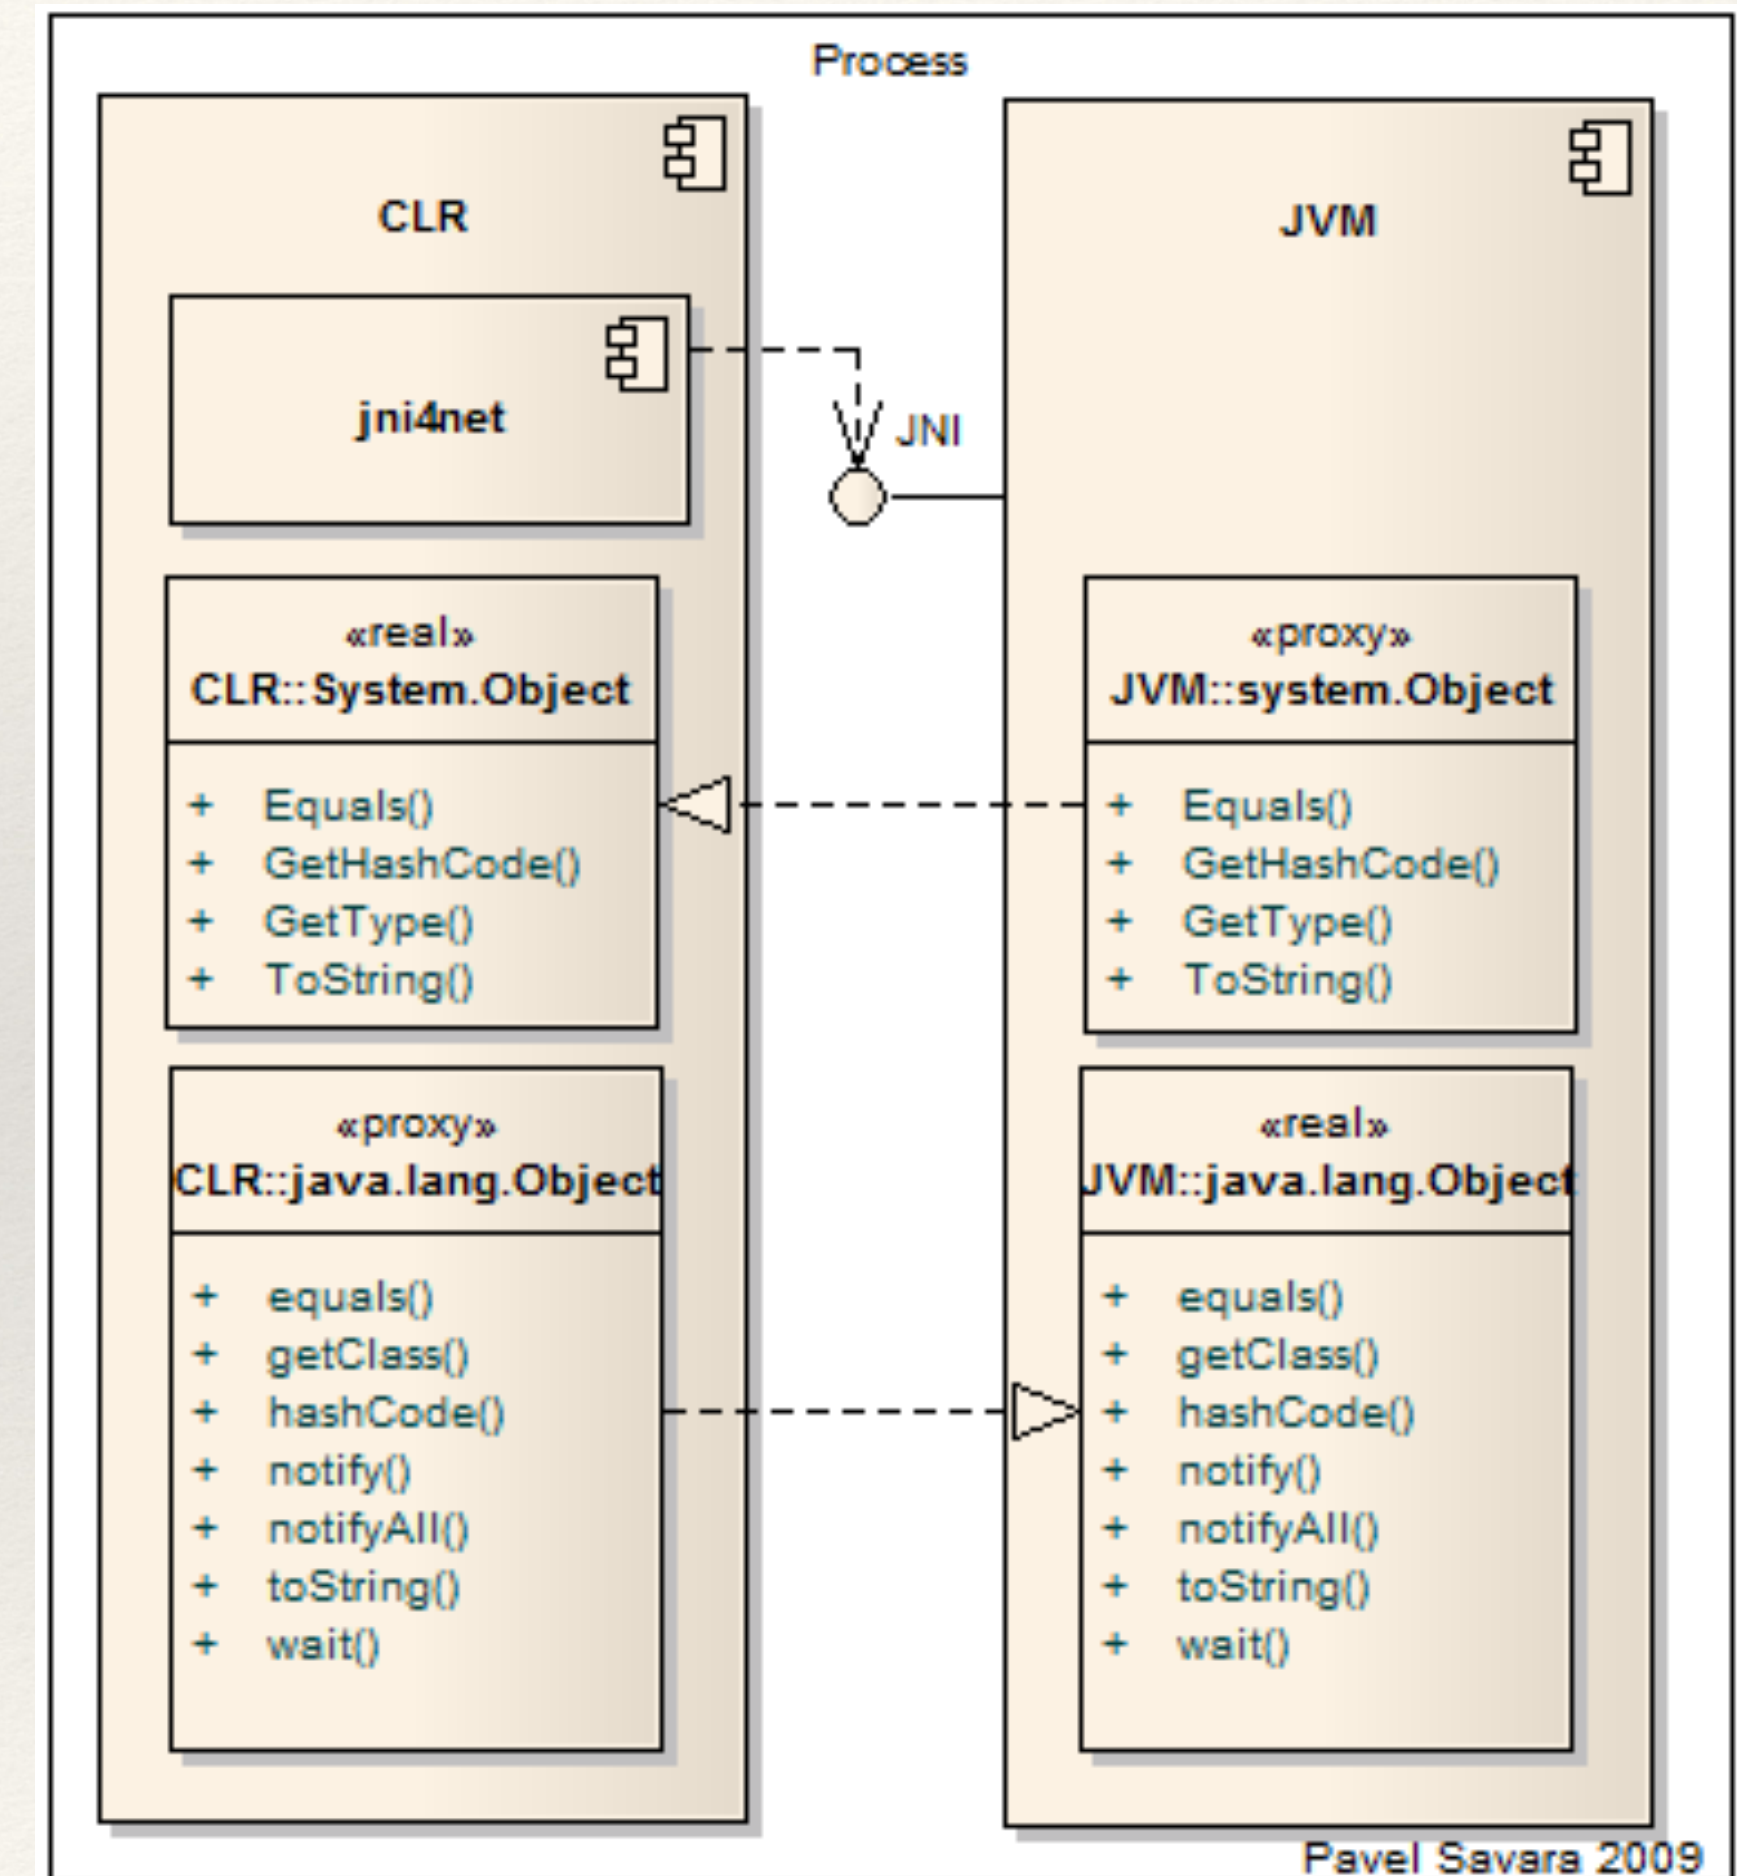 Process
CLR
jni4net
«real»
CLR::System.Object
+ Equals()
+ GetHashCode()
+ GetType()
+ ToString()
«proxy»
CLR::java.lang.Object
+ equals()
+ getClass()
+ hashCode()
+ notify()
+ notifyAll()
+ toString()
+ wait()
JNI
JVM
«proxy»
JVM::system.Object
+ Equals()
+ GetHashCode()
+ GetType()
+ ToString()
«real»
JVM::java.lang.Object
+ equals()
+ getClass()
+ hashCode()
+ notify()
+ notifyAll()
+ toString()
+ wait()
Pavel Savara 2009